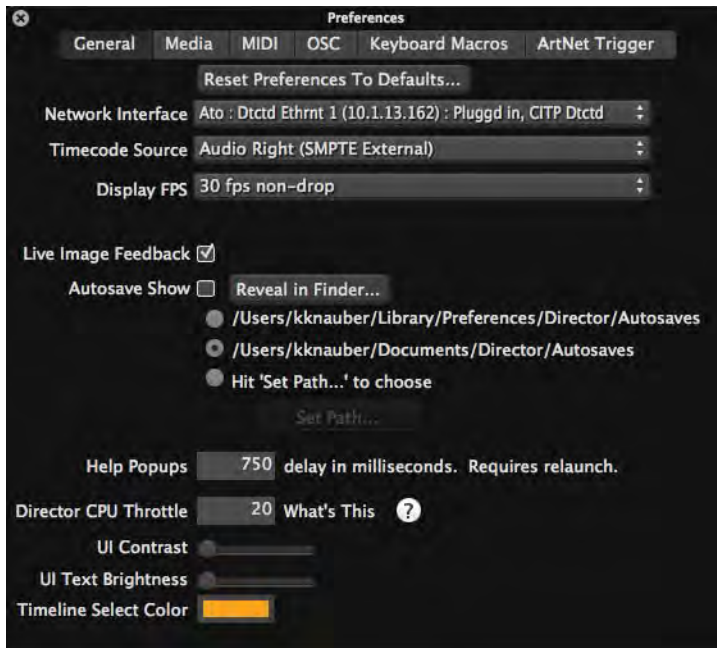 Preferences
General Media MIDI OSC Keyboard Macros ArtNet Trigger
Reset Preferences To Defaults...
Network Interface Ato : Dtctd Ethrnt 1 (10.1.13.162) : Pluggd in, CITP Dtctd
Timecode Source Audio Right (SMPTE External)
Display FPS 30 fps non-drop
Live Image Feedback
Autosave Show Reveal in Finder...
/Users/kknauber/Library/Preferences/Director/Autosaves
/Users/kknauber/Documents/Director/Autosaves
Hit 'Set Path...' to choose
Set Path...
Help Popups 750 delay in milliseconds. Requires relaunch.
Director CPU Throttle 20 What's This ?
UI Contrast
UI Text Brightness
Timeline Select Color